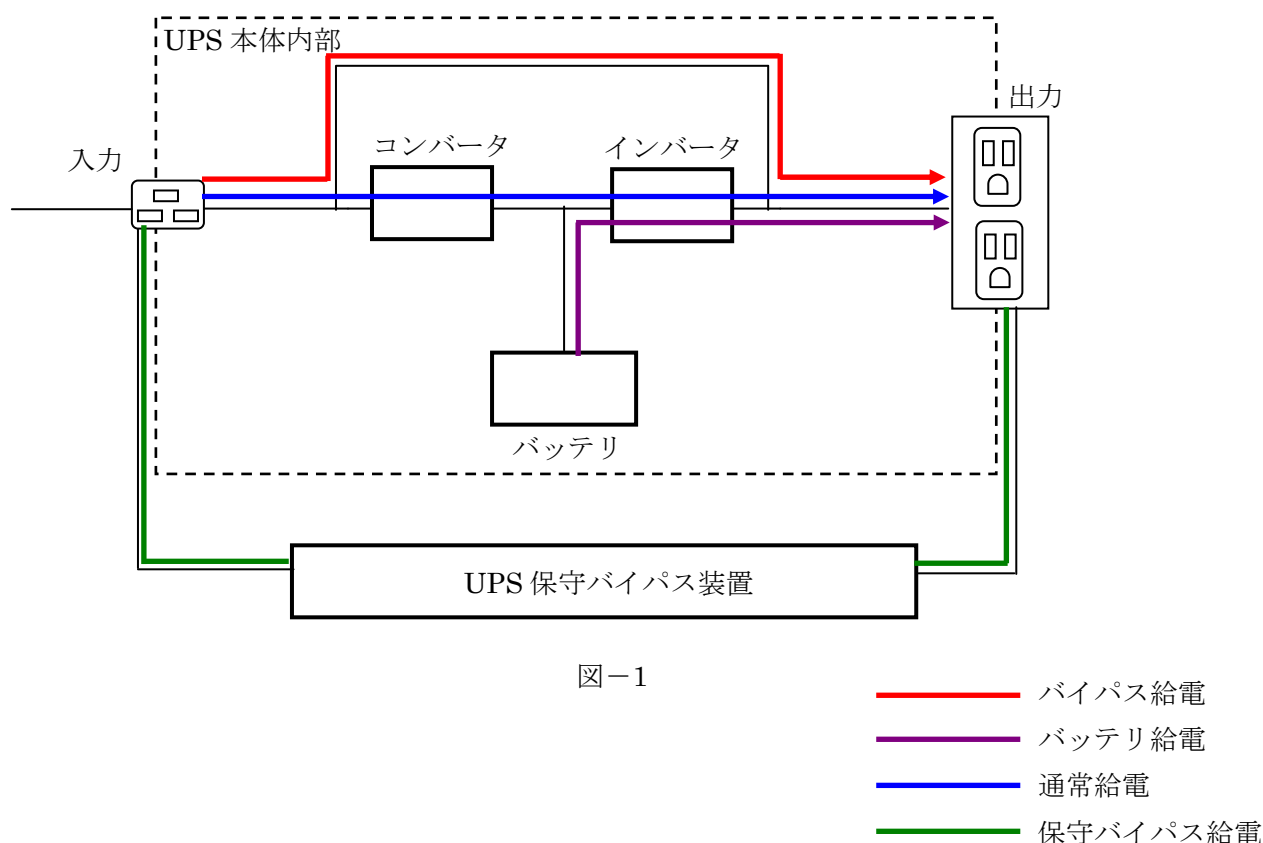 UPS 本体内部
出力
入力
コンバータ
インバータ
バッテリ
UPS 保守バイパス装置
図－1
バイパス給電
バッテリ給電
通常給電
保守バイパス給電